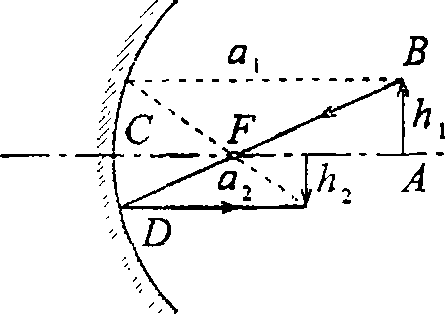 a₁ B
h₁
C F
a₂ h₂ A
D